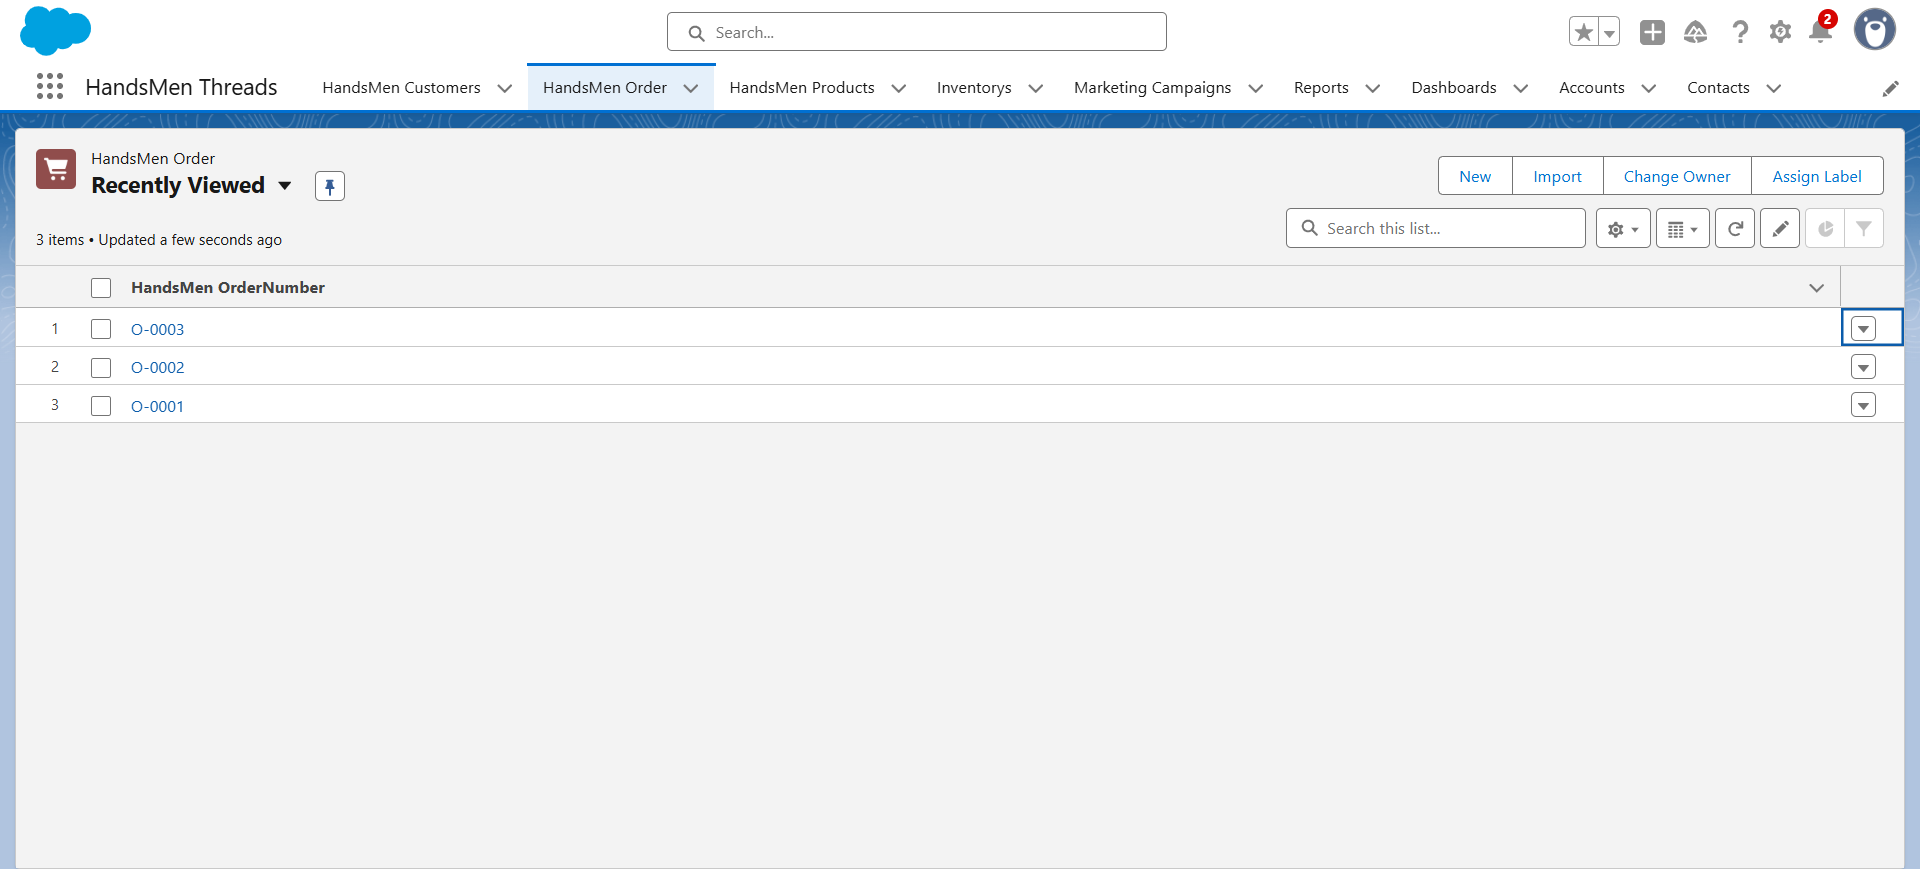 Search...
2
HandsMen Threads
HandsMen Customers
HandsMen Order
HandsMen Products
Inventorys
Marketing Campaigns
Reports
Dashboards
Accounts
Contacts
HandsMen Order
Recently Viewed
New
Import
Change Owner
Assign Label
3 items • Updated a few seconds ago
Search this list...
HandsMen OrderNumber
1 O-0003
2 O-0002
3 O-0001